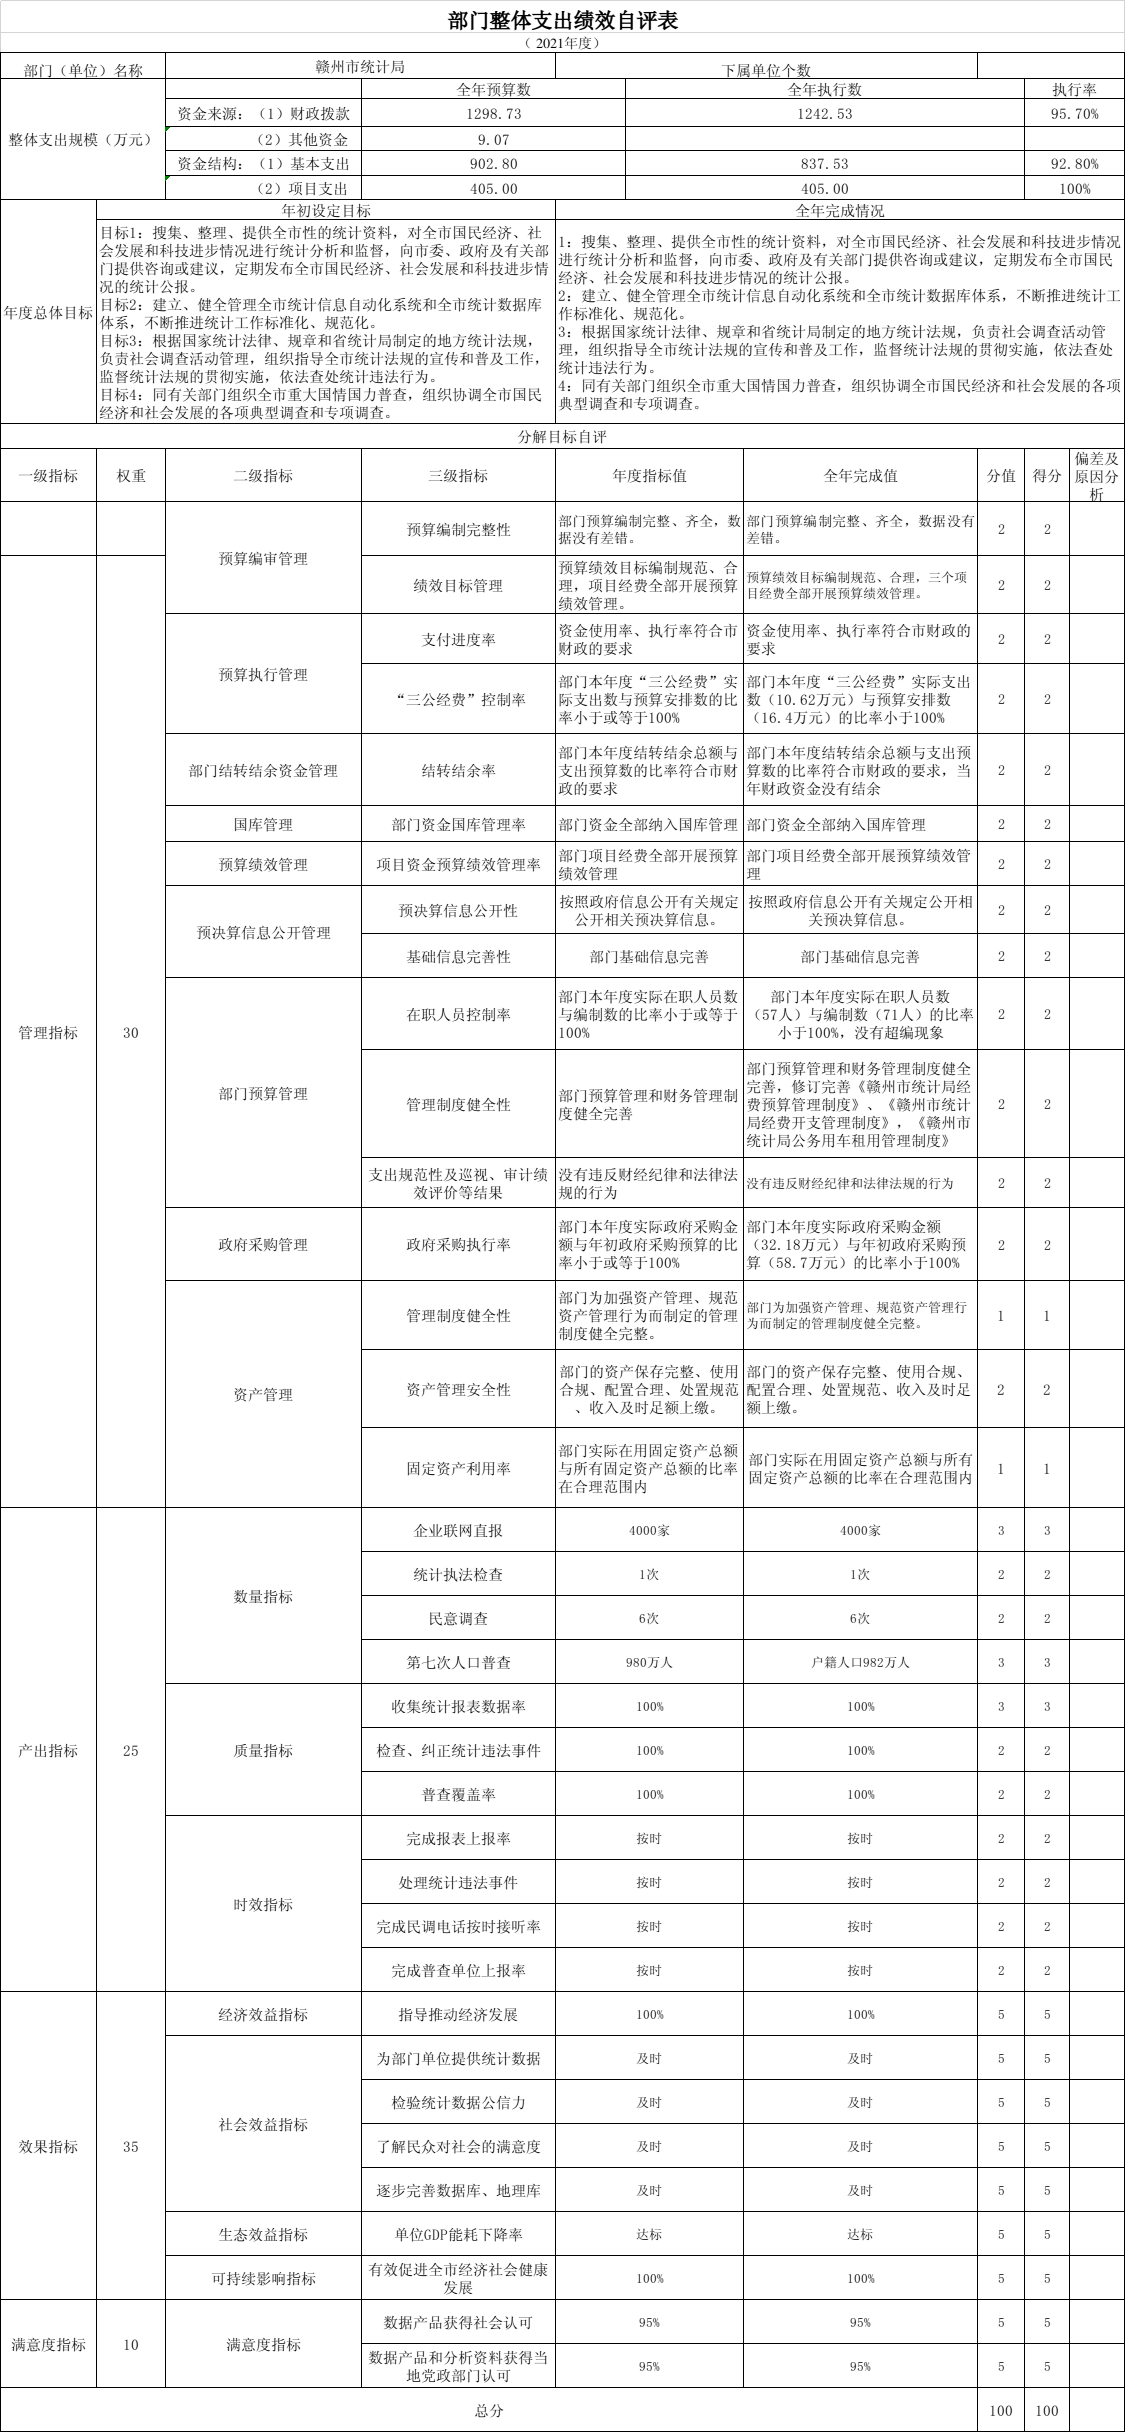 部门整体支出绩效自评表
（ 2021年度）
部门（单位）名称
赣州市统计局
下属单位个数
整体支出规模（万元）
全年预算数
全年执行数
执行率
资金来源：（1）财政拨款
1298.73
1242.53
95.70%
（2）其他资金
9.07
资金结构：（1）基本支出
902.80
837.53
92.80%
（2）项目支出
405.00
405.00
100%
年度总体目标
年初设定目标
全年完成情况
目标1：搜集、整理、提供全市性的统计资料，对全市国民经济、社
会发展和科技进步情况进行统计分析和监督，向市委、政府及有关部
门提供咨询或建议，定期发布全市国民经济、社会发展和科技进步情
况的统计公报。
目标2：建立、健全管理全市统计信息自动化系统和全市统计数据库
体系，不断推进统计工作标准化、规范化。
目标3：根据国家统计法律、规章和省统计局制定的地方统计法规，
负责社会调查活动管理，组织指导全市统计法规的宣传和普及工作，
监督统计法规的贯彻实施，依法查处统计违法行为。
目标4：同有关部门组织全市重大国情国力普查，组织协调全市国民
经济和社会发展的各项典型调查和专项调查。
1：搜集、整理、提供全市性的统计资料，对全市国民经济、社会发展和科技进步情况
进行统计分析和监督，向市委、政府及有关部门提供咨询或建议，定期发布全市国民
经济、社会发展和科技进步情况的统计公报。
2：建立、健全管理全市统计信息自动化系统和全市统计数据库体系，不断推进统计工
作标准化、规范化。
3：根据国家统计法律、规章和省统计局制定的地方统计法规，负责社会调查活动管
理，组织指导全市统计法规的宣传和普及工作，监督统计法规的贯彻实施，依法查处
统计违法行为。
4：同有关部门组织全市重大国情国力普查，组织协调全市国民经济和社会发展的各项
典型调查和专项调查。
分解目标自评
一级指标
权重
二级指标
三级指标
年度指标值
全年完成值
分值
得分
偏差及
原因分
析
预算编审管理
预算编制完整性
部门预算编制完整、齐全，数
据没有差错。
部门预算编制完整、齐全，数据没有
差错。
2
2
管理指标
30
绩效目标管理
预算绩效目标编制规范、合
理，项目经费全部开展预算
绩效管理。
预算绩效目标编制规范、合理，三个项
目经费全部开展预算绩效管理。
2
2
预算执行管理
支付进度率
资金使用率、执行率符合市
财政的要求
资金使用率、执行率符合市财政的
要求
2
2
“三公经费”控制率
部门本年度“三公经费”实
际支出数与预算安排数的比
率小于或等于100%
部门本年度“三公经费”实际支出
数（10.62万元）与预算安排数
（16.4万元）的比率小于100%
2
2
部门结转结余资金管理
结转结余率
部门本年度结转结余总额与
支出预算数的比率符合市财
政的要求
部门本年度结转结余总额与支出预
算数的比率符合市财政的要求，当
年财政资金没有结余
2
2
国库管理
部门资金国库管理率
部门资金全部纳入国库管理
部门资金全部纳入国库管理
2
2
预算绩效管理
项目资金预算绩效管理率
部门项目经费全部开展预算
绩效管理
部门项目经费全部开展预算绩效管
理
2
2
预决算信息公开管理
预决算信息公开性
按照政府信息公开有关规定
公开相关预决算信息。
按照政府信息公开有关规定公开相
关预决算信息。
2
2
基础信息完善性
部门基础信息完善
部门基础信息完善
2
2
部门预算管理
在职人员控制率
部门本年度实际在职人员数
与编制数的比率小于或等于
100%
部门本年度实际在职人员数
（57人）与编制数（71人）的比率
小于100%，没有超编现象
2
2
管理制度健全性
部门预算管理和财务管理制
度健全完善
部门预算管理和财务管理制度健全
完善，修订完善《赣州市统计局经
费预算管理制度》、《赣州市统计
局经费开支管理制度》，《赣州市
统计局公务用车租用管理制度》
2
2
支出规范性及巡视、审计绩
效评价等结果
没有违反财经纪律和法律法
规的行为
没有违反财经纪律和法律法规的行为
2
2
政府采购管理
政府采购执行率
部门本年度实际政府采购金
额与年初政府采购预算的比
率小于或等于100%
部门本年度实际政府采购金额
（32.18万元）与年初政府采购预
算（58.7万元）的比率小于100%
2
2
资产管理
管理制度健全性
部门为加强资产管理、规范
资产管理行为而制定的管理
制度健全完整。
部门为加强资产管理、规范资产管理行
为而制定的管理制度健全完整。
1
1
资产管理安全性
部门的资产保存完整、使用
合规、配置合理、处置规范
、收入及时足额上缴。
部门的资产保存完整、使用合规、
配置合理、处置规范、收入及时足
额上缴。
2
2
固定资产利用率
部门实际在用固定资产总额
与所有固定资产总额的比率
在合理范围内
部门实际在用固定资产总额与所有
固定资产总额的比率在合理范围内
1
1
产出指标
25
数量指标
企业联网直报
4000家
4000家
3
3
统计执法检查
1次
1次
2
2
民意调查
6次
6次
2
2
第七次人口普查
980万人
户籍人口982万人
3
3
质量指标
收集统计报表数据率
100%
100%
3
3
检查、纠正统计违法事件
100%
100%
2
2
普查覆盖率
100%
100%
2
2
时效指标
完成报表上报率
按时
按时
2
2
处理统计违法事件
按时
按时
2
2
完成民调电话按时接听率
按时
按时
2
2
完成普查单位上报率
按时
按时
2
2
效果指标
35
经济效益指标
指导推动经济发展
100%
100%
5
5
社会效益指标
为部门单位提供统计数据
及时
及时
5
5
检验统计数据公信力
及时
及时
5
5
了解民众对社会的满意度
及时
及时
5
5
逐步完善数据库、地理库
及时
及时
5
5
生态效益指标
单位GDP能耗下降率
达标
达标
5
5
可持续影响指标
有效促进全市经济社会健康
发展
100%
100%
5
5
满意度指标
10
满意度指标
数据产品获得社会认可
95%
95%
5
5
数据产品和分析资料获得当
地党政部门认可
95%
95%
5
5
总分
100
100